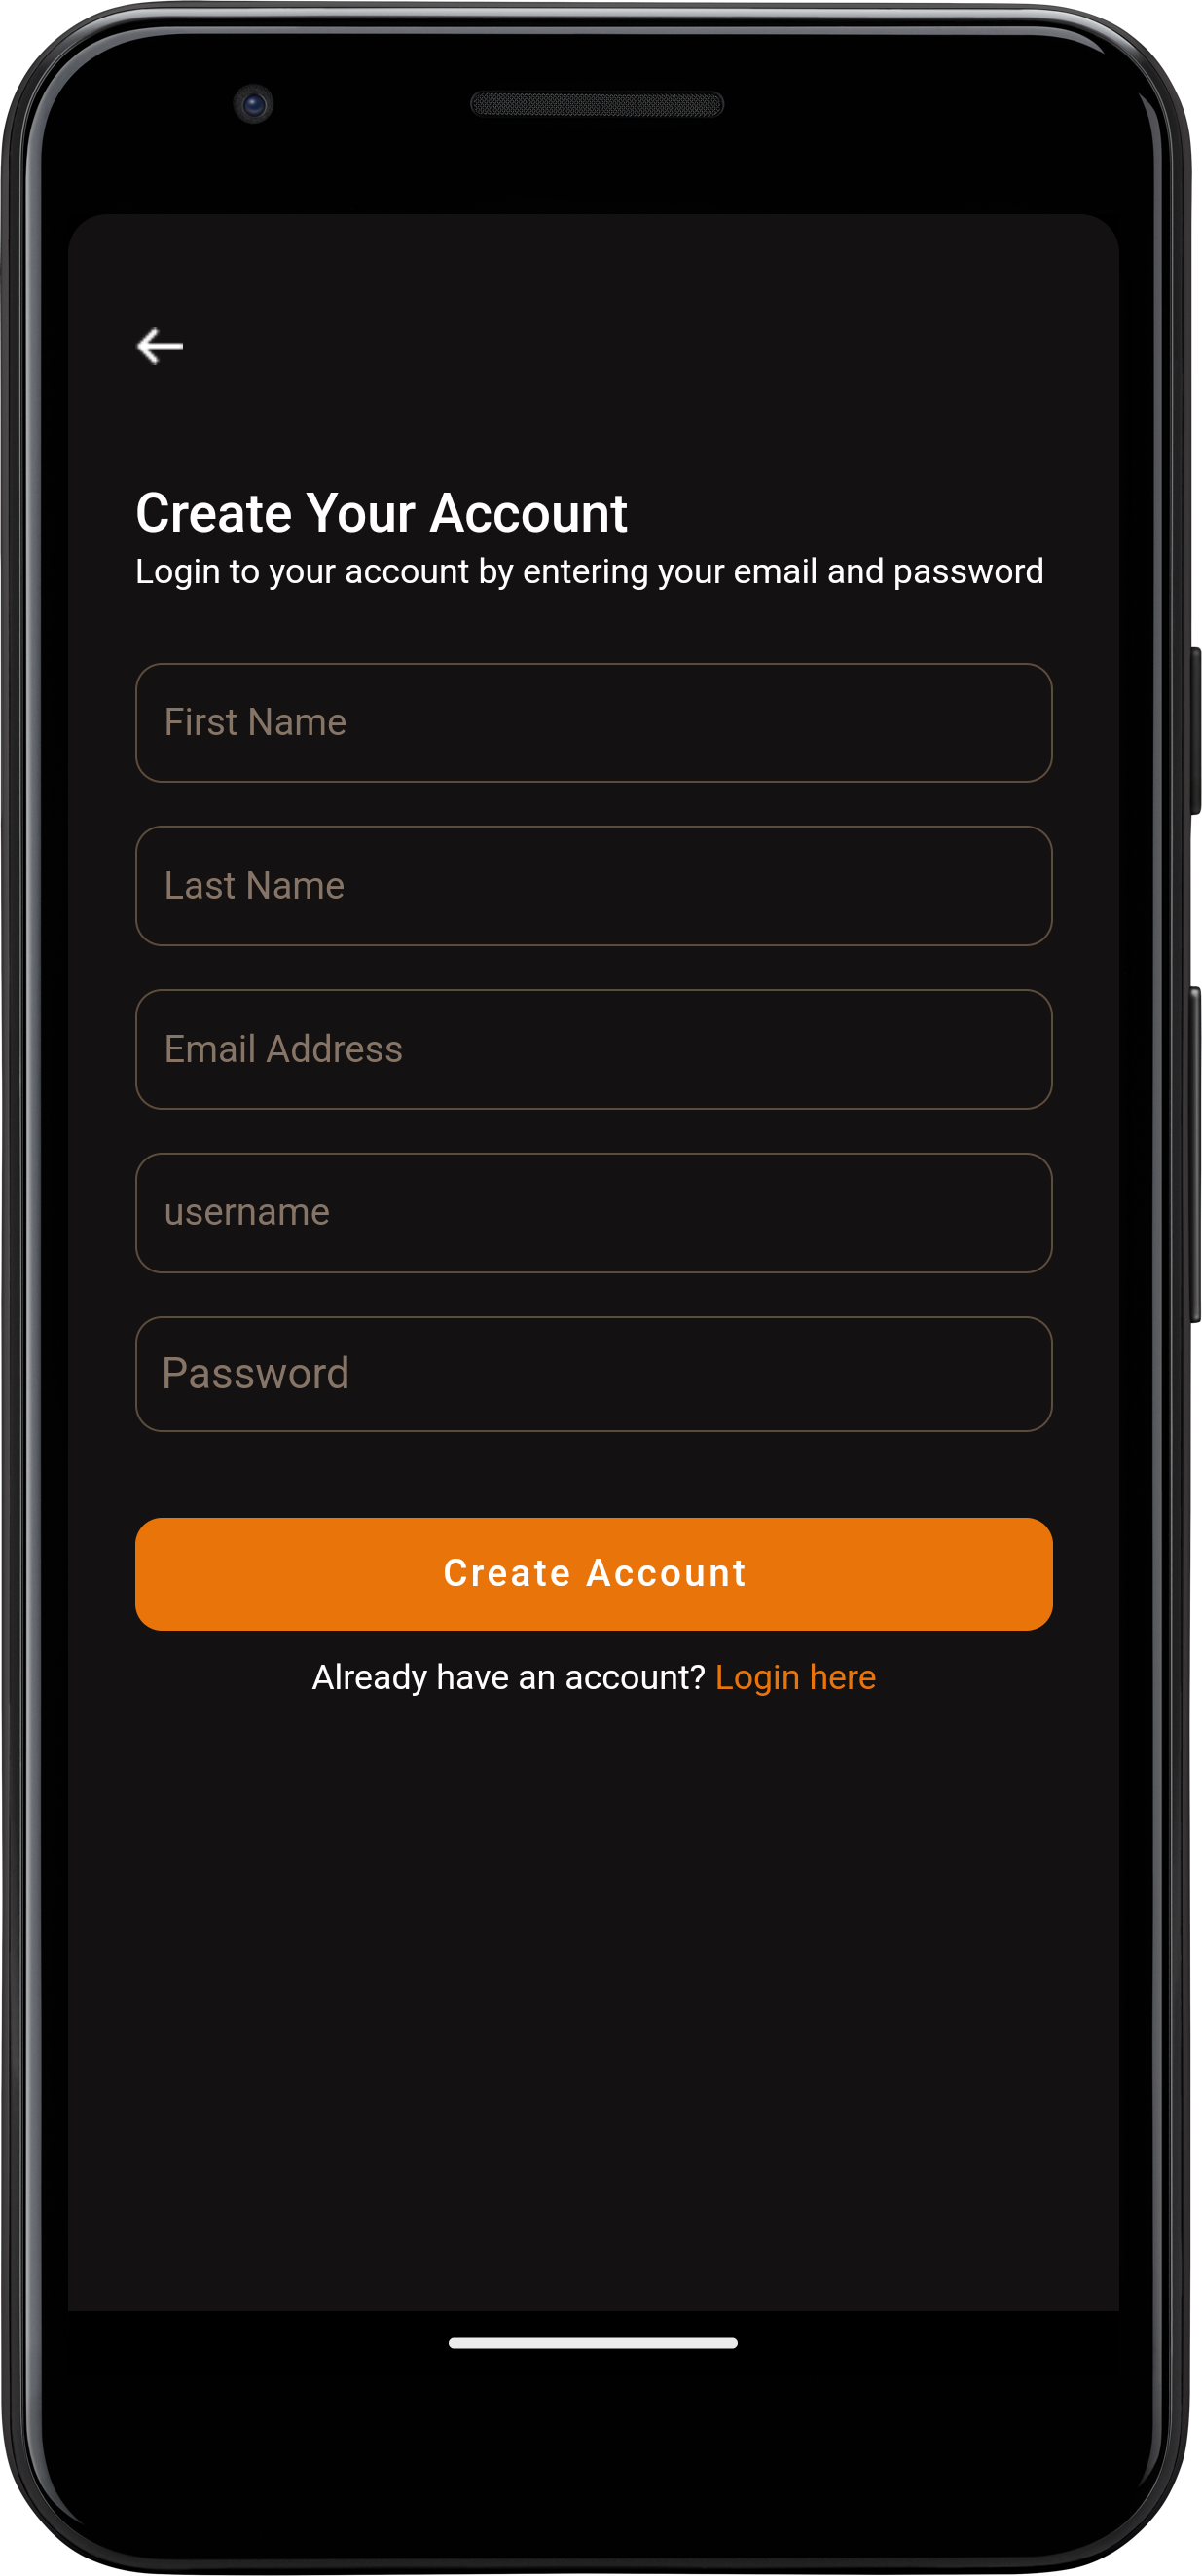 Create Your Account
Login to your account by entering your email and password
First Name
Last Name
Email Address
username
Password
Create Account
Already have an account? Login here